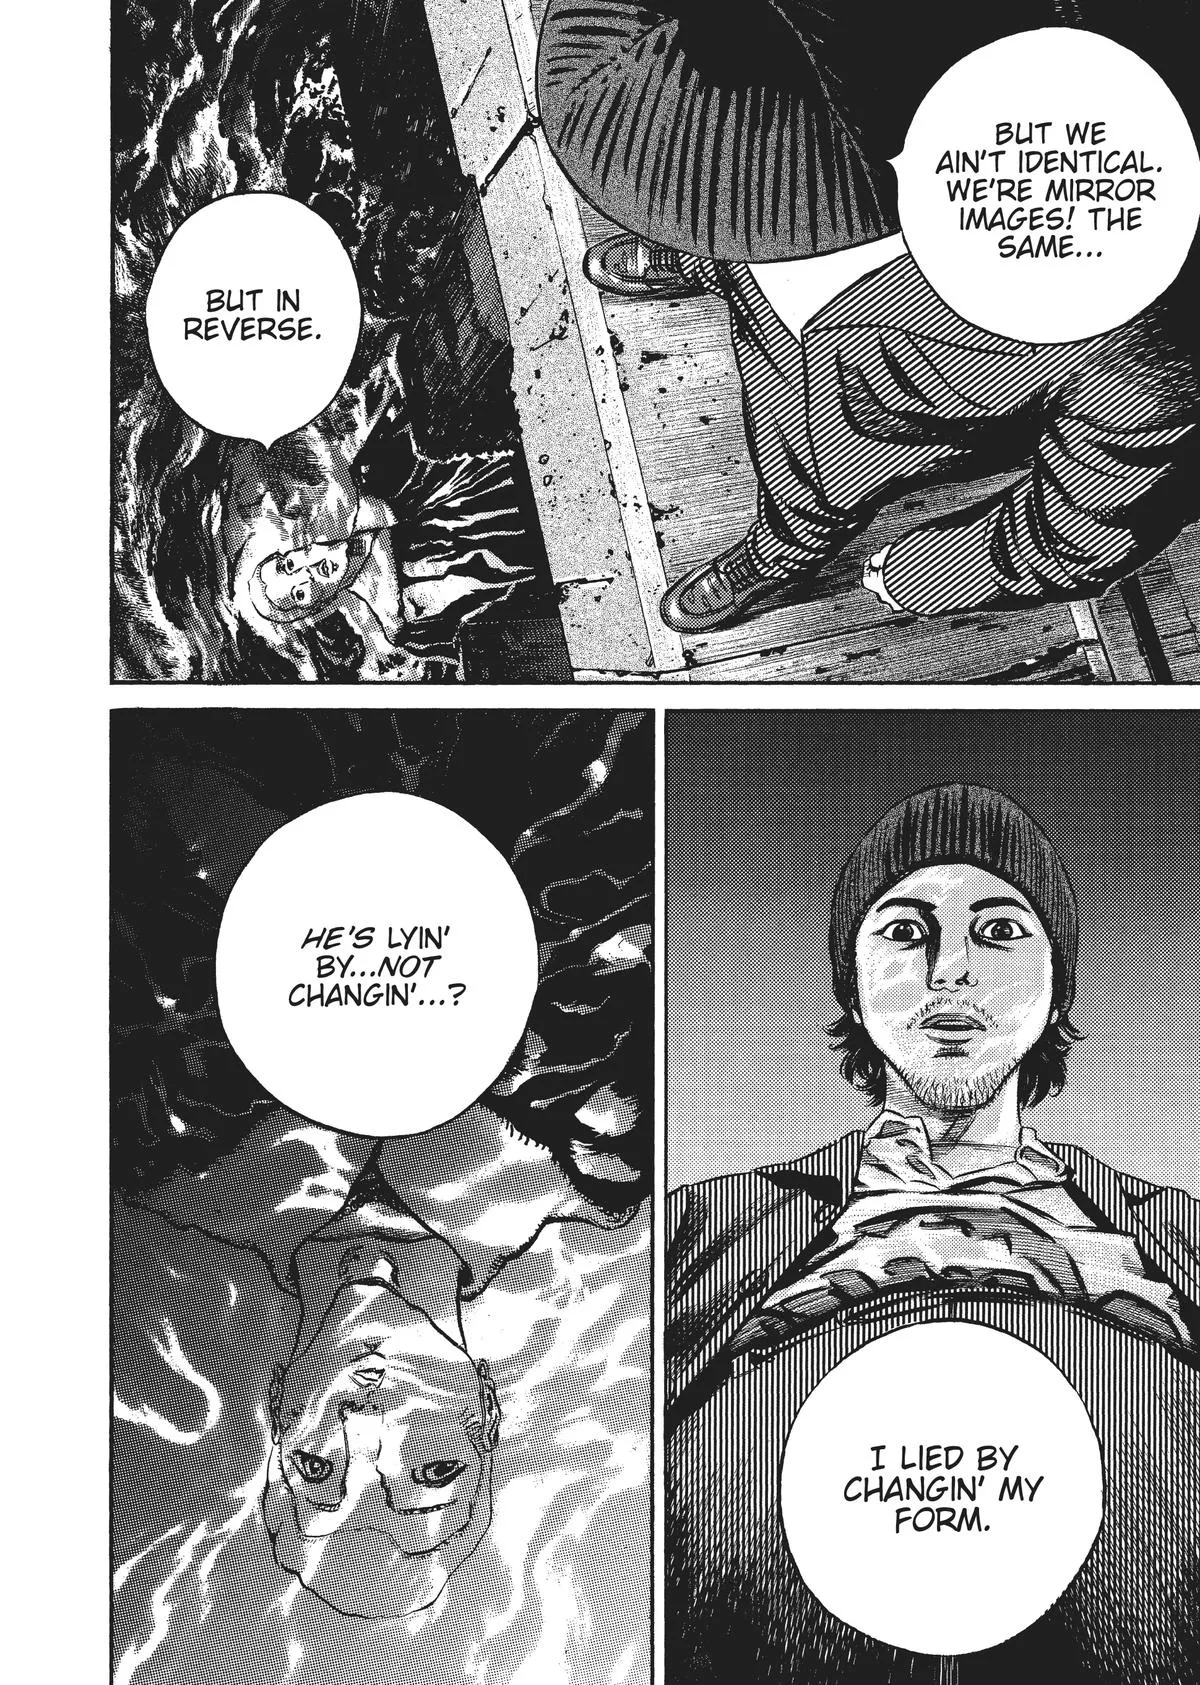 BUT WE
AIN'T IDENTICAL.
WE'RE MIRROR
IMAGES! THE
SAME...
BUT IN
REVERSE.
I LIED BY
CHANGIN' MY
FORM.
HE'S LYIN'
BY...NOT
CHANGIN'...?